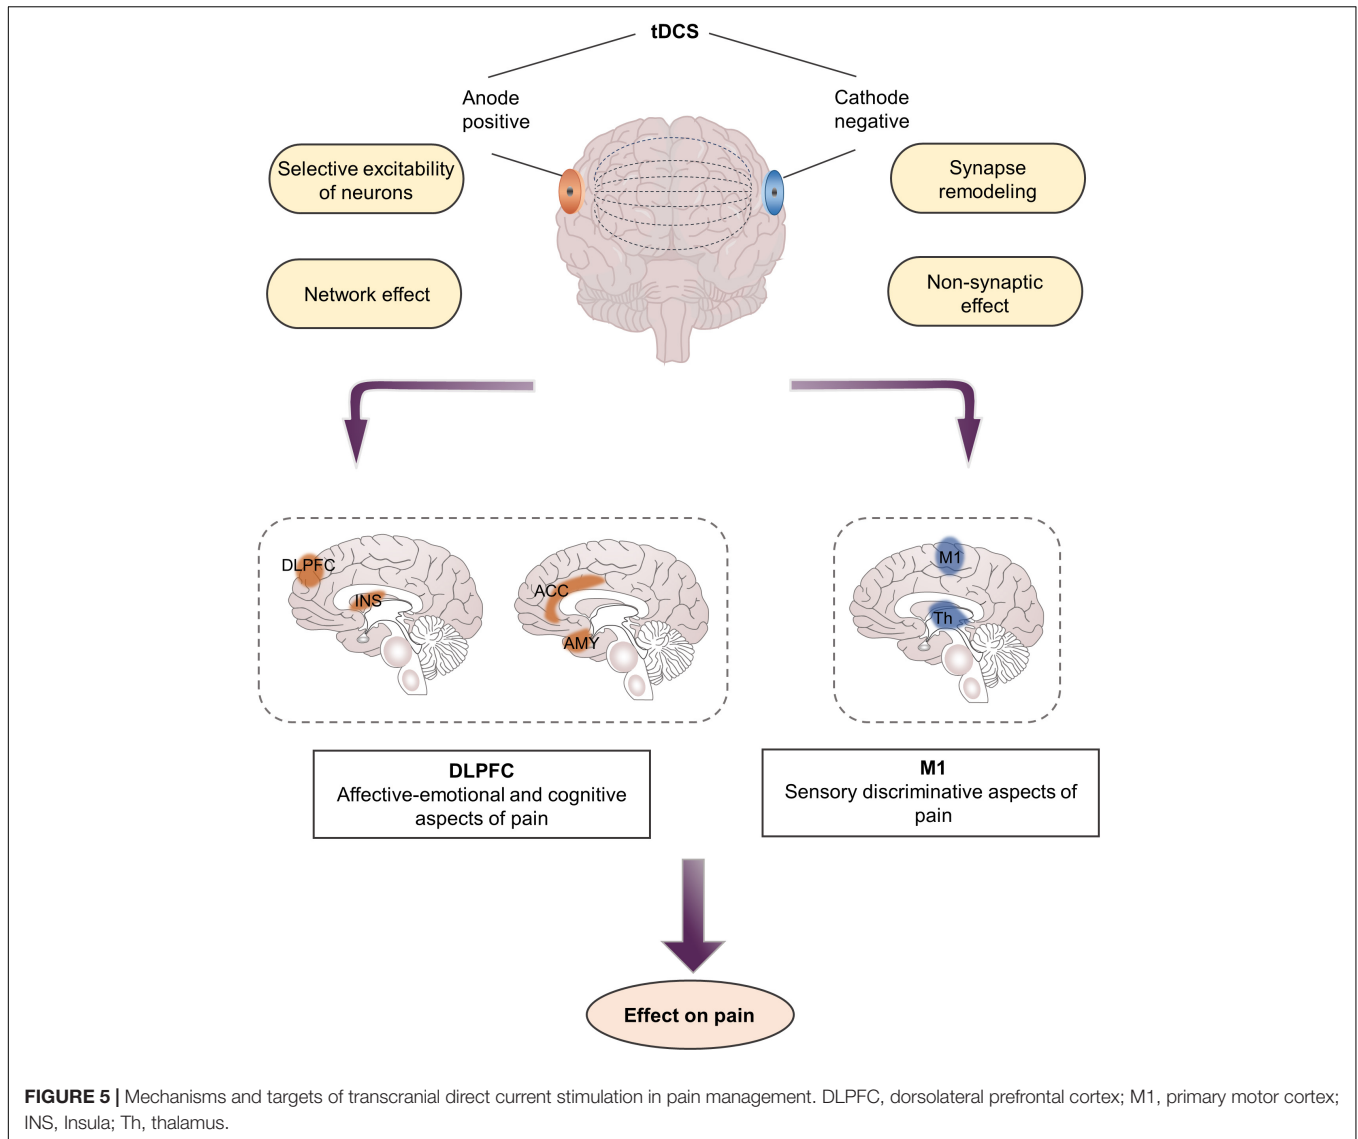 tDCS
Anode
positive
Cathode
negative
Selective excitability
of neurons
Synapse
remodeling
Network effect
Non-synaptic
effect
DLPFC
INS
ACC
AMY
M1
Th
DLPFC
Affective-emotional and cognitive
aspects of pain
M1
Sensory discriminative aspects of
pain
Effect on pain
FIGURE 5 | Mechanisms and targets of transcranial direct current stimulation in pain management. DLPFC, dorsolateral prefrontal cortex; M1, primary motor cortex;
INS, Insula; Th, thalamus.